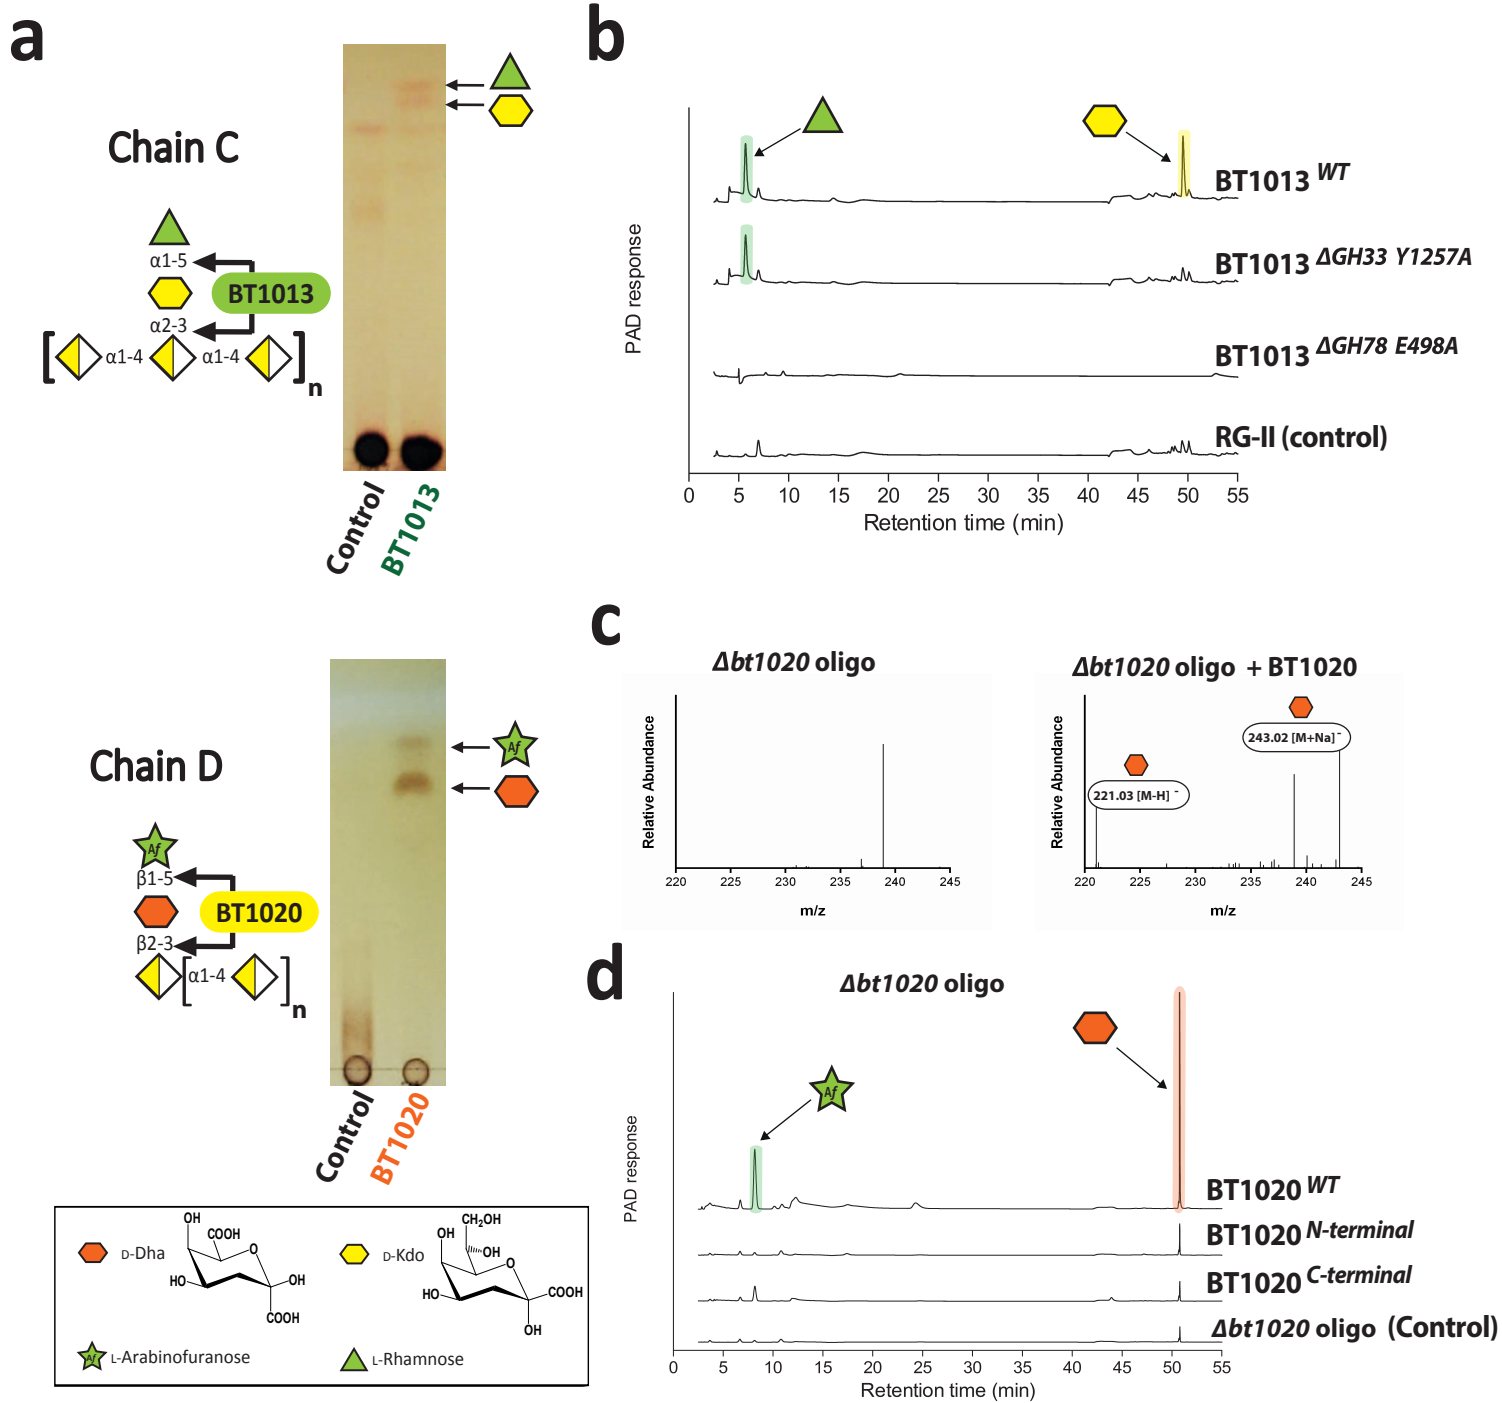 a
Chain C
α1-5
BT1013
α2-3
α1-4 α1-4
n
Control
BT1013
b
PAD response
BT1013 WT
BT1013 ΔGH33 Y1257A
BT1013 ΔGH78 E498A
RG-II (control)
0 5 10 15 20 25 30 35 40 45 50 55
Retention time (min)
Chain D
Af
β1-5
BT1020
β2-3
α1-4
n
Af
Control
BT1020
c
Δbt1020 oligo
Relative Abundance
220 225 230 235 240 245
m/z
Δbt1020 oligo + BT1020
Relative Abundance
243.02 [M+Na]-
221.03 [M-H] -
220 225 230 235 240 245
m/z
d
Δbt1020 oligo
PAD response
Af
BT1020 WT
BT1020 N-terminal
BT1020 C-terminal
Δbt1020 oligo (Control)
0 5 10 15 20 25 30 35 40 45 50 55
Retention time (min)
D-Dha
OH
COOH
O
HO
OH
COOH
D-Kdo
CH2OH
OH
OH
O
HO
COOH
OH
Af L-Arabinofuranose
L-Rhamnose